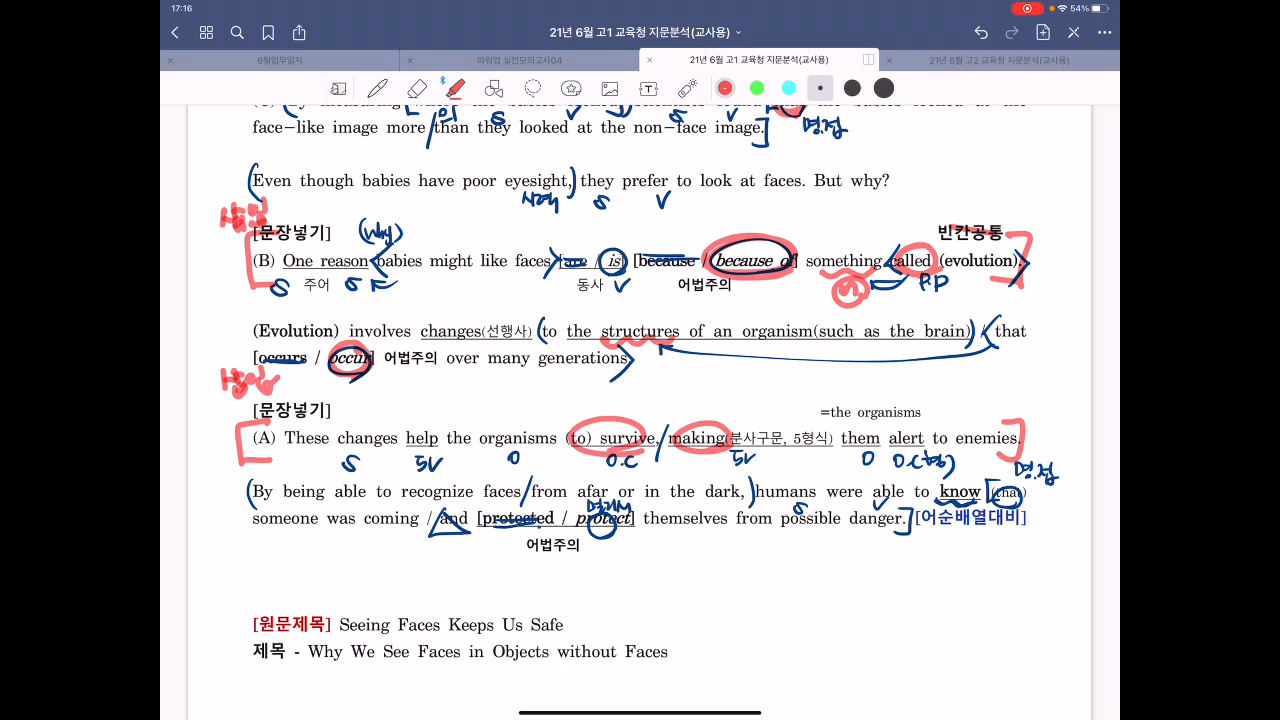 17:16
54%
21년 6월 고1 교육청 지문분석(교사용)
6월업무일지
파워업 실전모의고사04
21년 6월 고1 교육청 지문분석(교사용)
21년 6월 고2 교육청 지문분석(교사용)
의 S V S V
face-like image more than they looked at the non-face image. 명.접
Even though babies have poor eyesight, they prefer to look at faces. But why?
S V
[문장넣기] (why) 빈칸공통
(B) One reason babies might like faces [are / is] [because / because of] something called (evolution).
S 주어 S 동사 V 어법주의 P.P
(Evolution) involves changes(선행사) to the structures of an organism(such as the brain) / that
[occurs / occur] 어법주의 over many generations.
[문장넣기] =the organisms
(A) These changes help the organisms (to) survive, making(분사구문, 5형식) them alert to enemies.
S 5V O O.C 5V O O.C(형) 명.접
By being able to recognize faces from afar or in the dark, humans were able to know (that)
S V
someone was coming / and [protected / protect] themselves from possible danger. [어순배열대비]
어법주의
[원문제목] Seeing Faces Keeps Us Safe
제목 - Why We See Faces in Objects without Faces